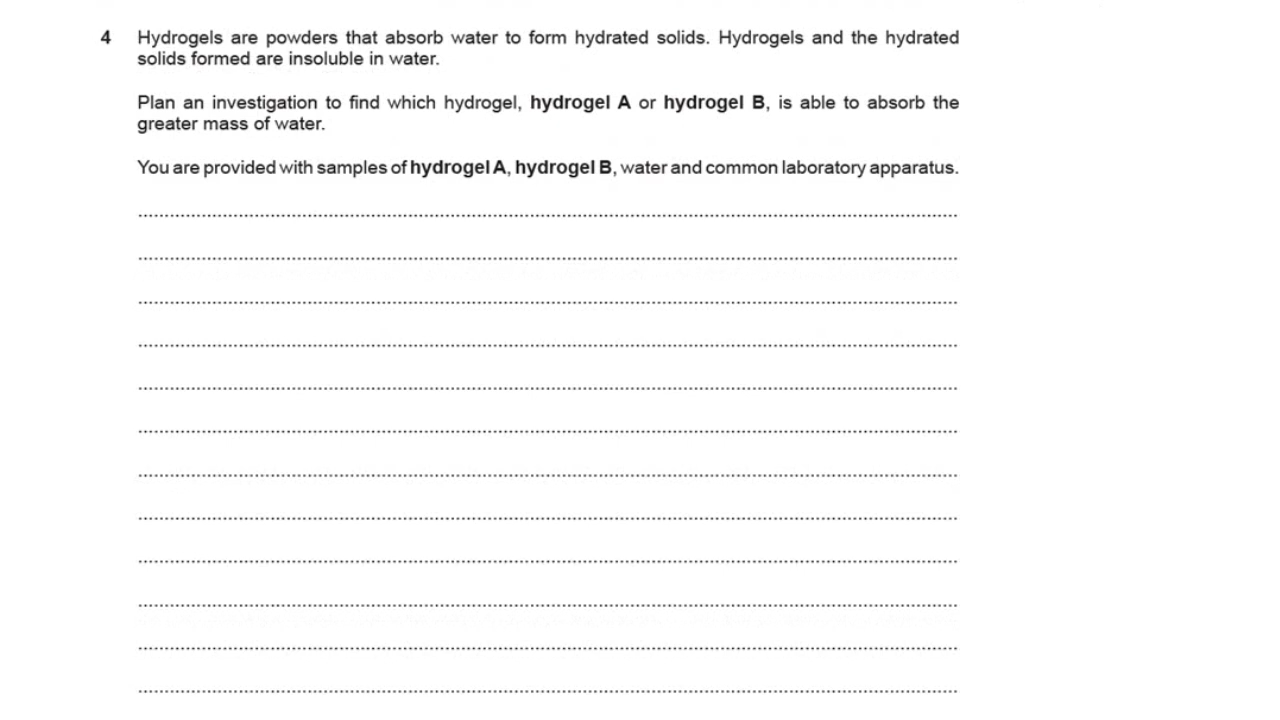 4 Hydrogels are powders that absorb water to form hydrated solids. Hydrogels and the hydrated
solids formed are insoluble in water.
Plan an investigation to find which hydrogel, hydrogel A or hydrogel B, is able to absorb the
greater mass of water.
You are provided with samples of hydrogel A, hydrogel B, water and common laboratory apparatus.